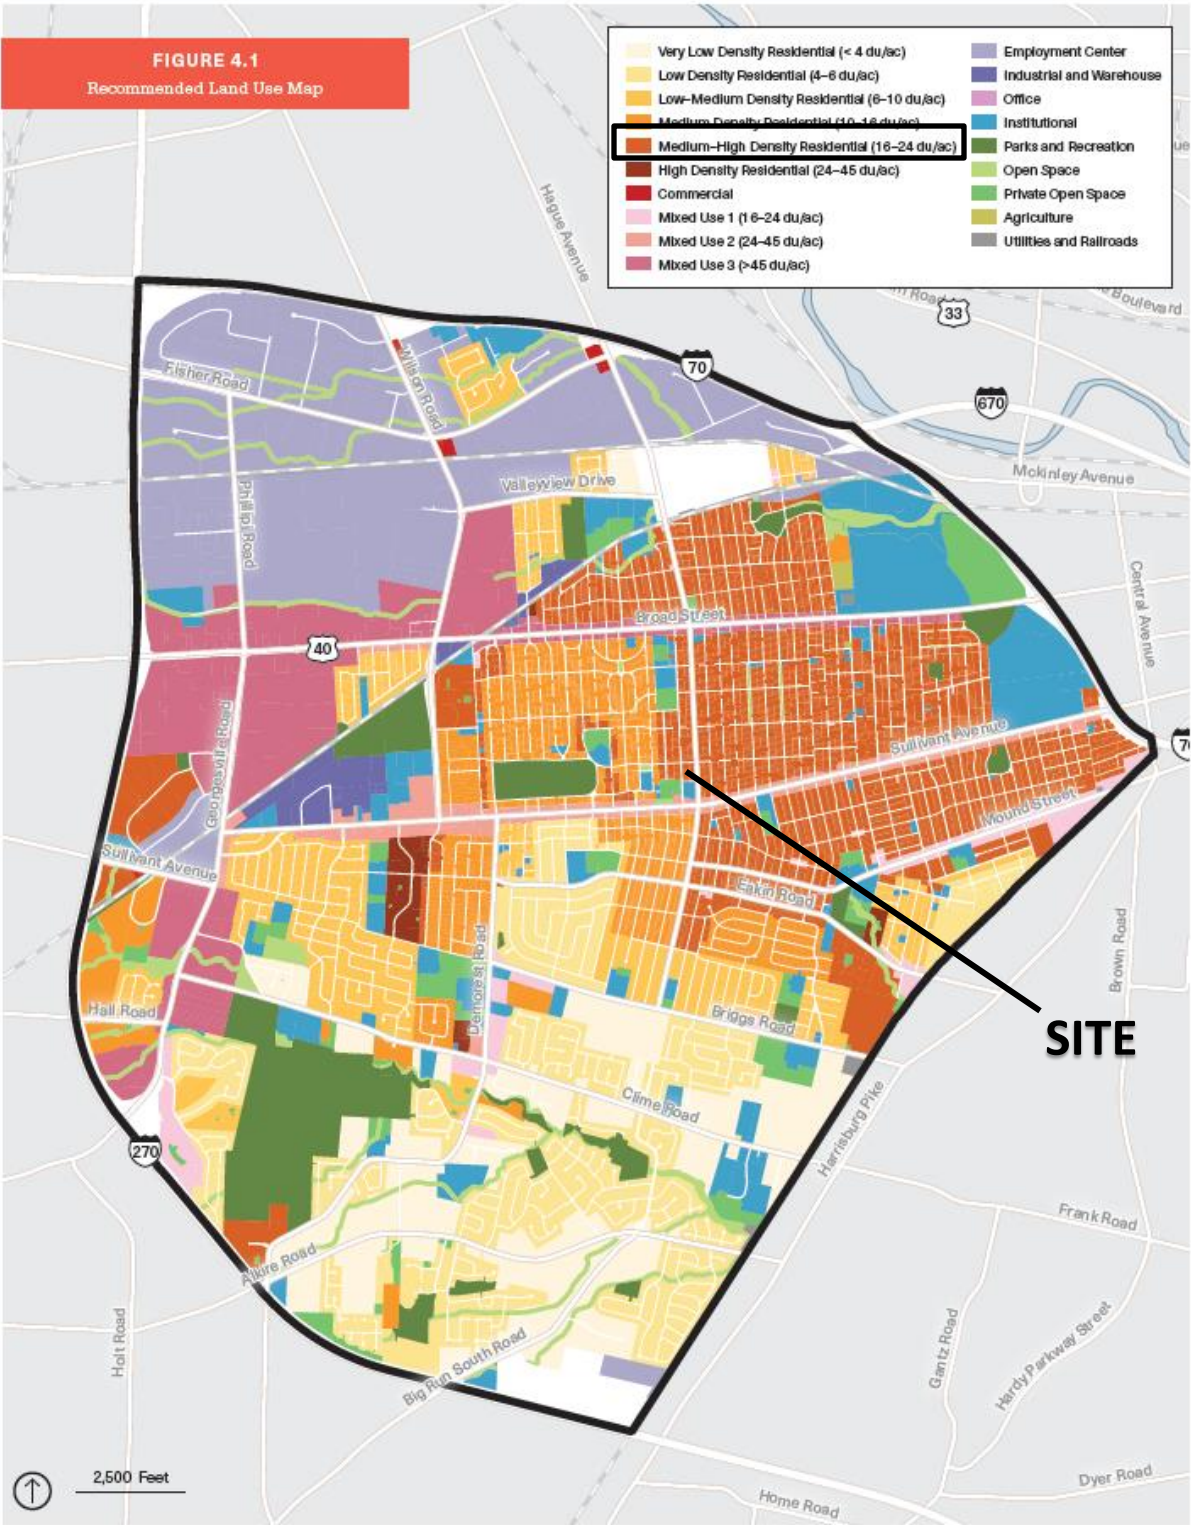 FIGURE 4.1
Recommended Land Use Map
Very Low Density Residential (< 4 du/ac)
Low Density Residential (4–6 du/ac)
Low–Medium Density Residential (6–10 du/ac)
Medium Density Residential (10–16 du/ac)
Medium–High Density Residential (16–24 du/ac)
High Density Residential (24–45 du/ac)
Commercial
Mixed Use 1 (16–24 du/ac)
Mixed Use 2 (24–45 du/ac)
Mixed Use 3 (>45 du/ac)
Employment Center
Industrial and Warehouse
Office
Institutional
Parks and Recreation
Open Space
Private Open Space
Agriculture
Utilities and Railroads
Hague Avenue
Road
Boulevard
33
70
670
Fisher Road
Wilson Road
Mckinley Avenue
Valleyview Drive
Phillipi Road
Central Avenue
Broad Street
40
Georgesville Road
Sullivant Avenue
70
Mound Street
Sullivant Avenue
Eakin Road
Demorest Road
Brown Road
Hall Road
Briggs Road
SITE
Clime Road
Harrisburg Pike
270
Frank Road
Alkire Road
Holt Road
Big Run South Road
Gantz Road
Hardy Parkway Street
2,500 Feet
Dyer Road
Home Road